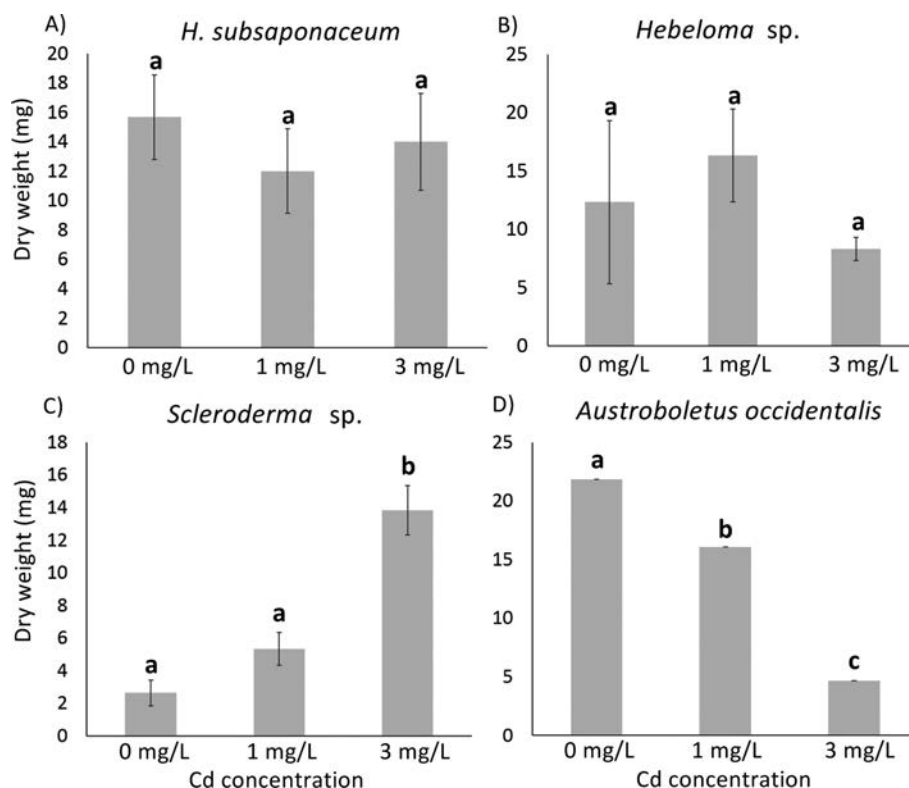 A) H. subsaponaceum
Dry weight (mg)
20
18
16
14
12
10
8
6
4
2
0
a
a
a
0 mg/L 1 mg/L 3 mg/L
B) Hebeloma sp.
25
20
15
10
5
0
a
a
a
0 mg/L 1 mg/L 3 mg/L
C) Scleroderma sp.
Dry weight (mg)
18
16
14
12
10
8
6
4
2
0
a
a
b
0 mg/L 1 mg/L 3 mg/L
Cd concentration
D) Austroboletus occidentalis
25
20
15
10
5
0
a
b
c
0 mg/L 1 mg/L 3 mg/L
Cd concentration